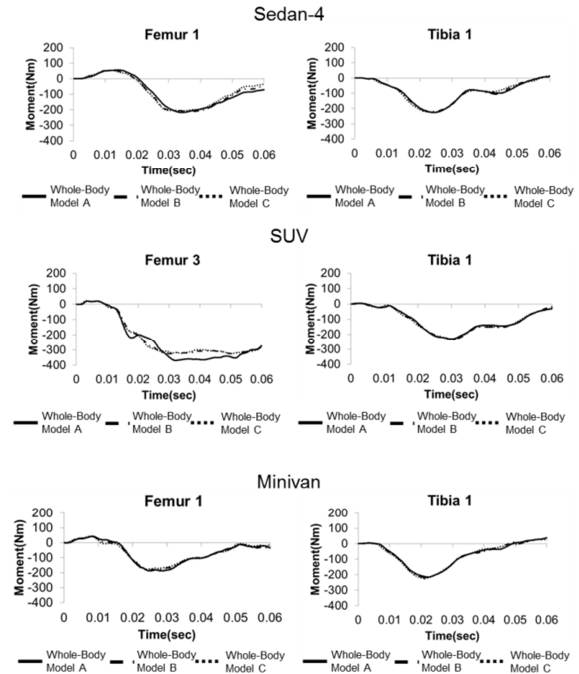 Sedan-4
Femur 1
Moment(Nm)
200
100
0
-100
-200
-300
-400
0 0.01 0.02 0.03 0.04 0.05 0.06
Time(sec)
Tibia 1
Moment(Nm)
200
100
0
-100
-200
-300
-400
0 0.01 0.02 0.03 0.04 0.05 0.06
Time(sec)
Whole-Body Whole-Body Whole-Body
Model A Model B Model C
Whole-Body Whole-Body Whole-Body
Model A Model B Model C
SUV
Femur 3
Moment(Nm)
200
100
0
-100
-200
-300
-400
0 0.01 0.02 0.03 0.04 0.05 0.06
Time(sec)
Tibia 1
Moment(Nm)
200
100
0
-100
-200
-300
-400
0 0.01 0.02 0.03 0.04 0.05 0.06
Time(sec)
Whole-Body Whole-Body Whole-Body
Model A Model B Model C
Whole-Body Whole-Body Whole-Body
Model A Model B Model C
Minivan
Femur 1
Moment(Nm)
200
100
0
-100
-200
-300
-400
0 0.01 0.02 0.03 0.04 0.05 0.06
Time(sec)
Tibia 1
Moment(Nm)
200
100
0
-100
-200
-300
-400
0 0.01 0.02 0.03 0.04 0.05 0.06
Time(sec)
Whole-Body Whole-Body Whole-Body
Model A Model B Model C
Whole-Body Whole-Body Whole-Body
Model A Model B Model C